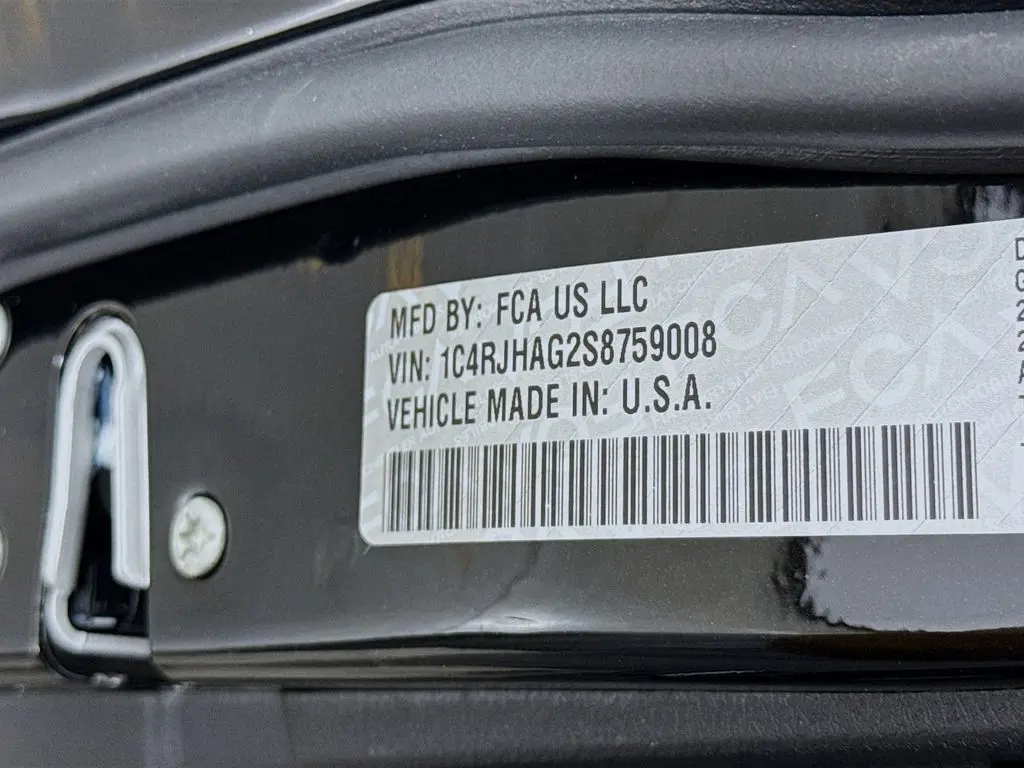 MFD BY: FCA US LLC
VIN: 1C4RJHAG2S8759008
VEHICLE MADE IN: U.S.A.